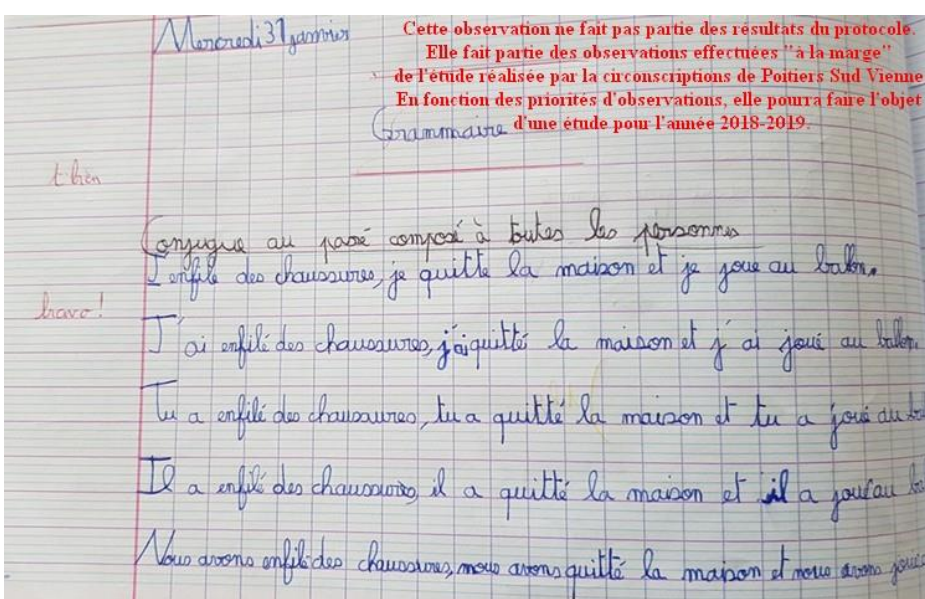 Mercredi 31 janvier
Cette observation ne fait pas partie des résultats du protocole.
Elle fait partie des observations effectuées "à la marge"
de l'étude réalisée par la circonscriptions de Poitiers Sud Vienne
En fonction des priorités d'observations, elle pourra faire l'objet
d'une étude pour l'année 2018-2019.
Grammaire
t bien
Conjugue au passé composé à toutes les personnes
J'enfile des chaussures, je quitte la maison et je joue au ballon.
bravo!
J'ai enfilé des chaussures, j'ai quitté la maison et j'ai joué au ballon.
Tu a enfilé des chaussures, tu a quitté la maison et tu a joué au
Il a enfilé des chaussures, il a quitté la maison et il a joué au
Nous avons enfilé des chaussures, nous avons quitté la maison et nous avons joué